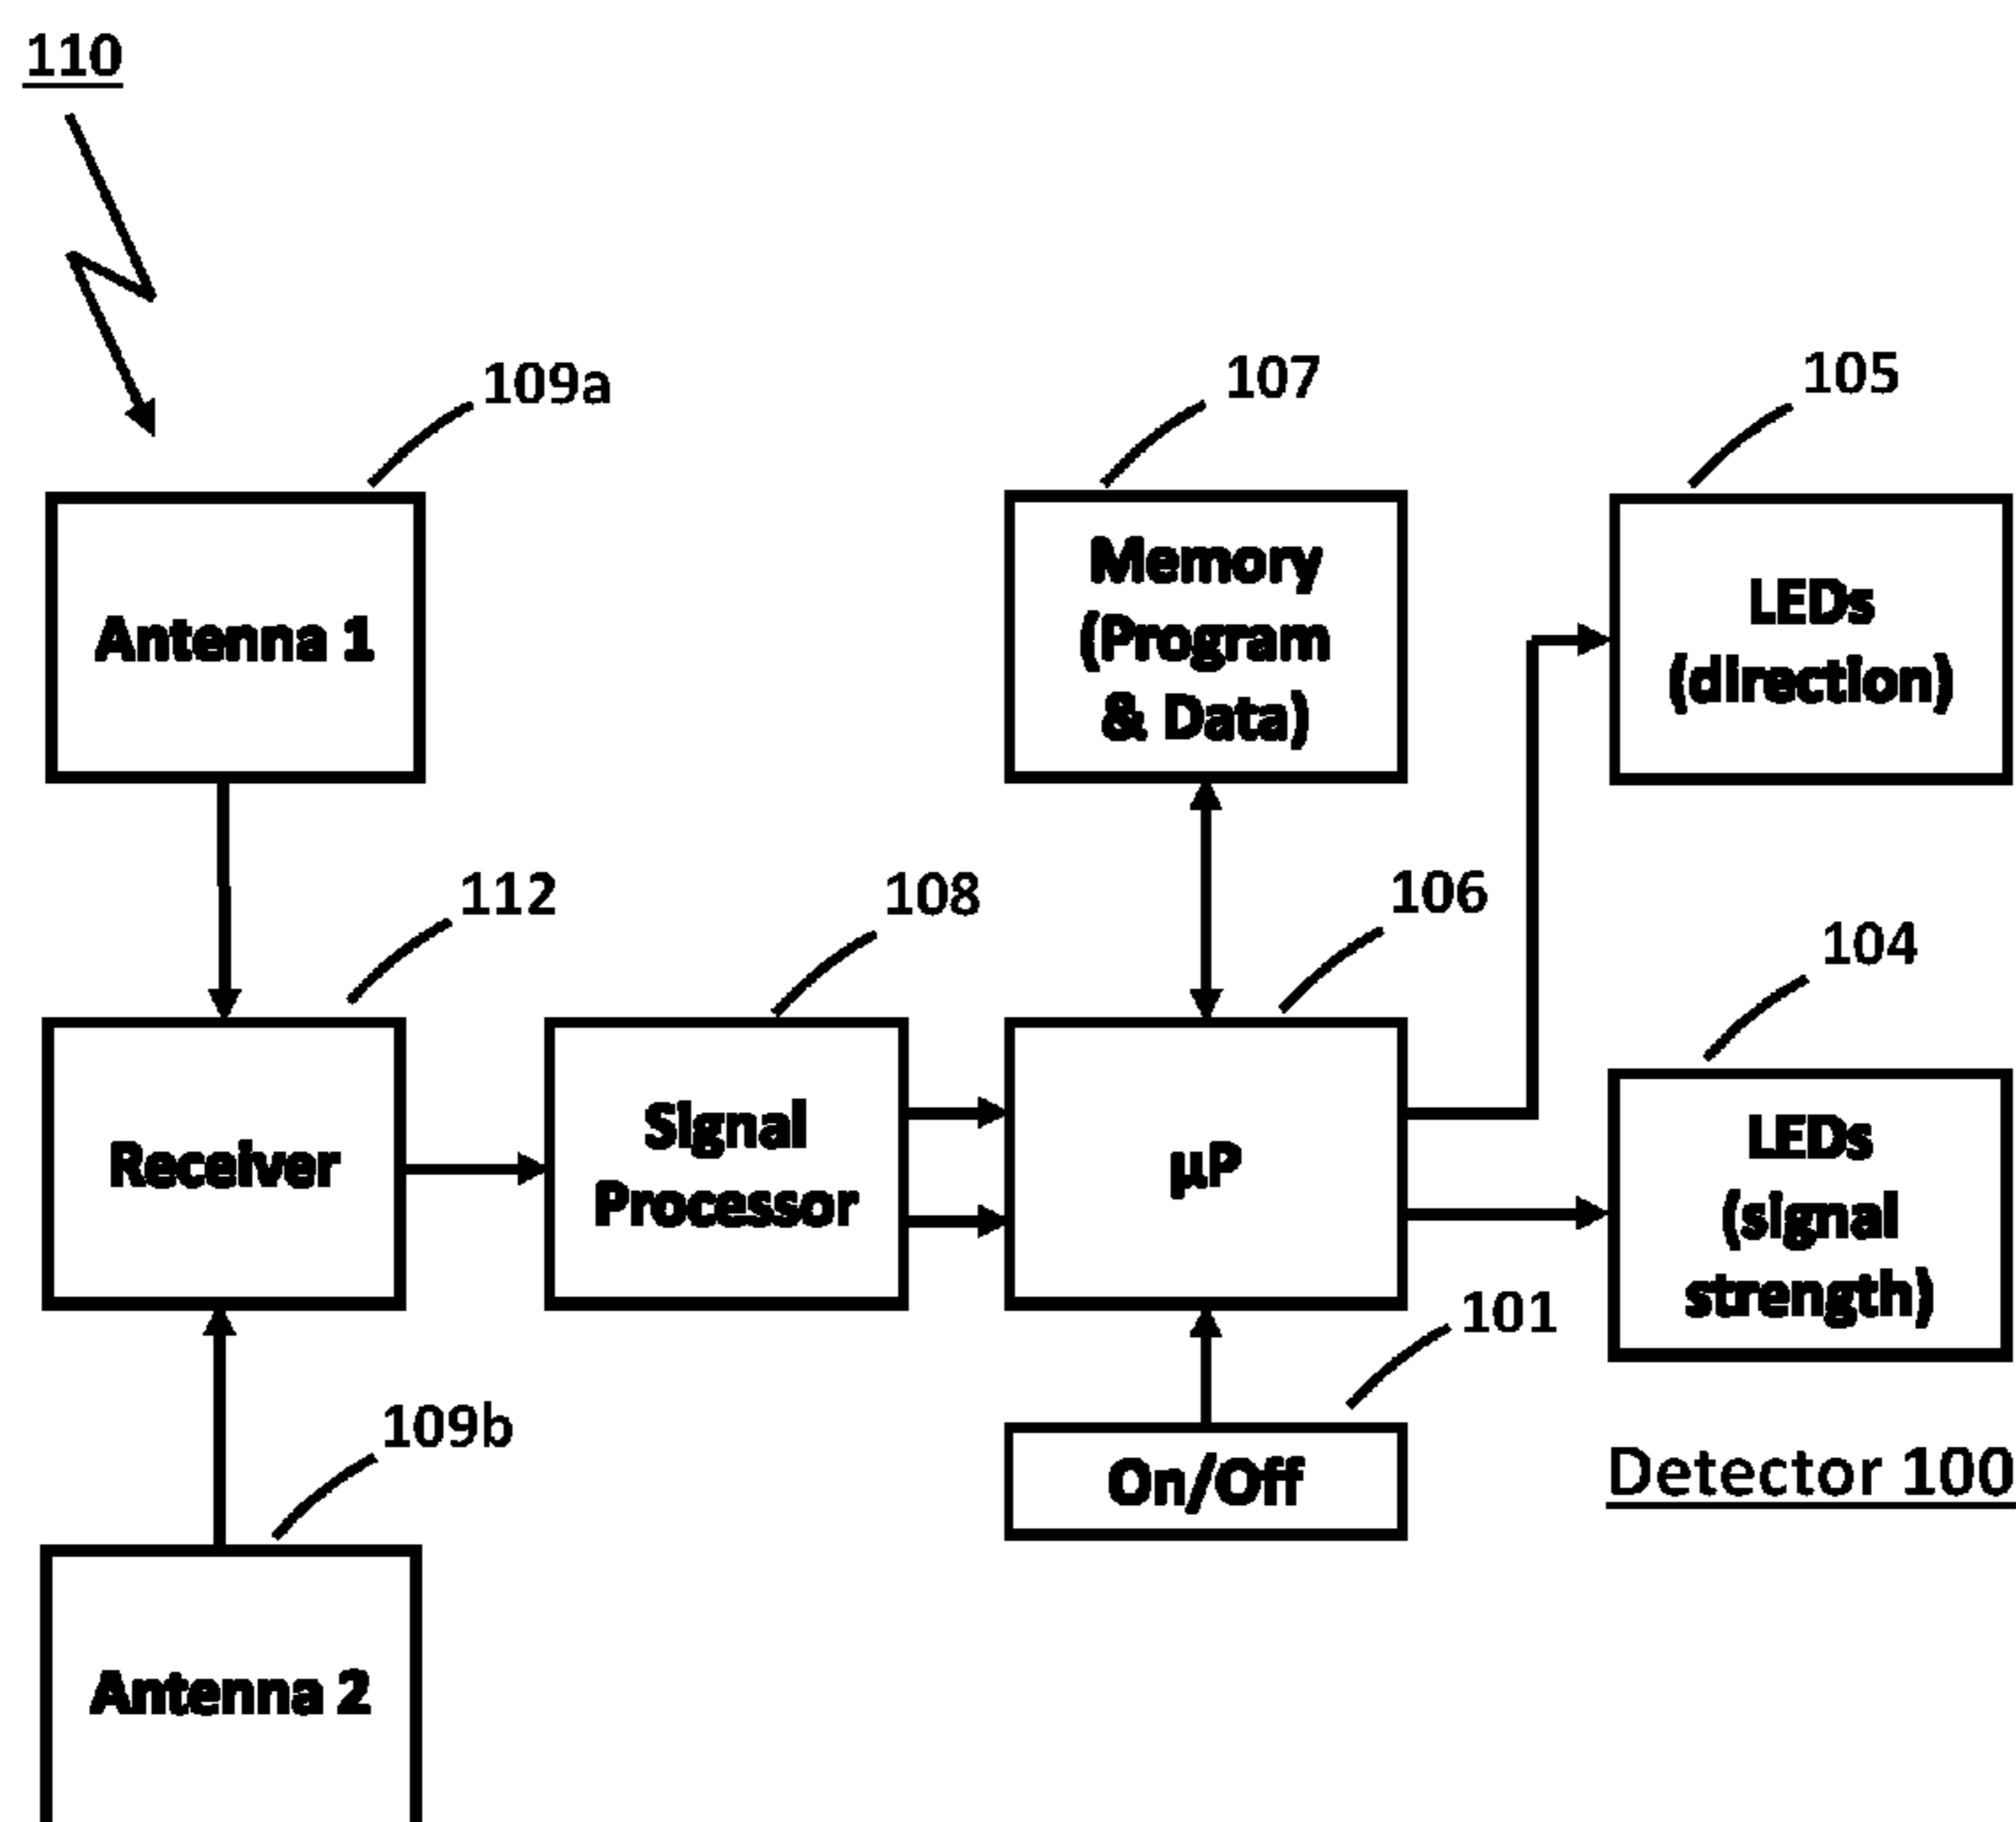 110
109a
107
105
Antenna 1
Memory
(Program
& Data)
LEDs
(direction)
112
108
106
104
Receiver
Signal
Processor
µP
LEDs
(signal
strength)
101
On/Off
Detector 100
109b
Antenna 2